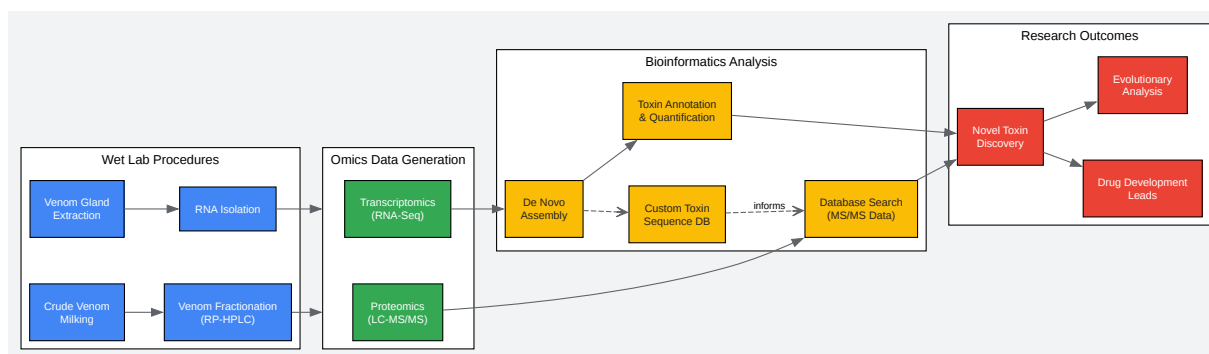 Wet Lab Procedures
Venom Gland
Extraction
RNA Isolation
Crude Venom
Milking
Venom Fractionation
(RP-HPLC)
Omics Data Generation
Transcriptomics
(RNA-Seq)
Proteomics
(LC-MS/MS)
Bioinformatics Analysis
Toxin Annotation
& Quantification
De Novo
Assembly
Custom Toxin
Sequence DB
informs
Database Search
(MS/MS Data)
Research Outcomes
Novel Toxin
Discovery
Evolutionary
Analysis
Drug Development
Leads